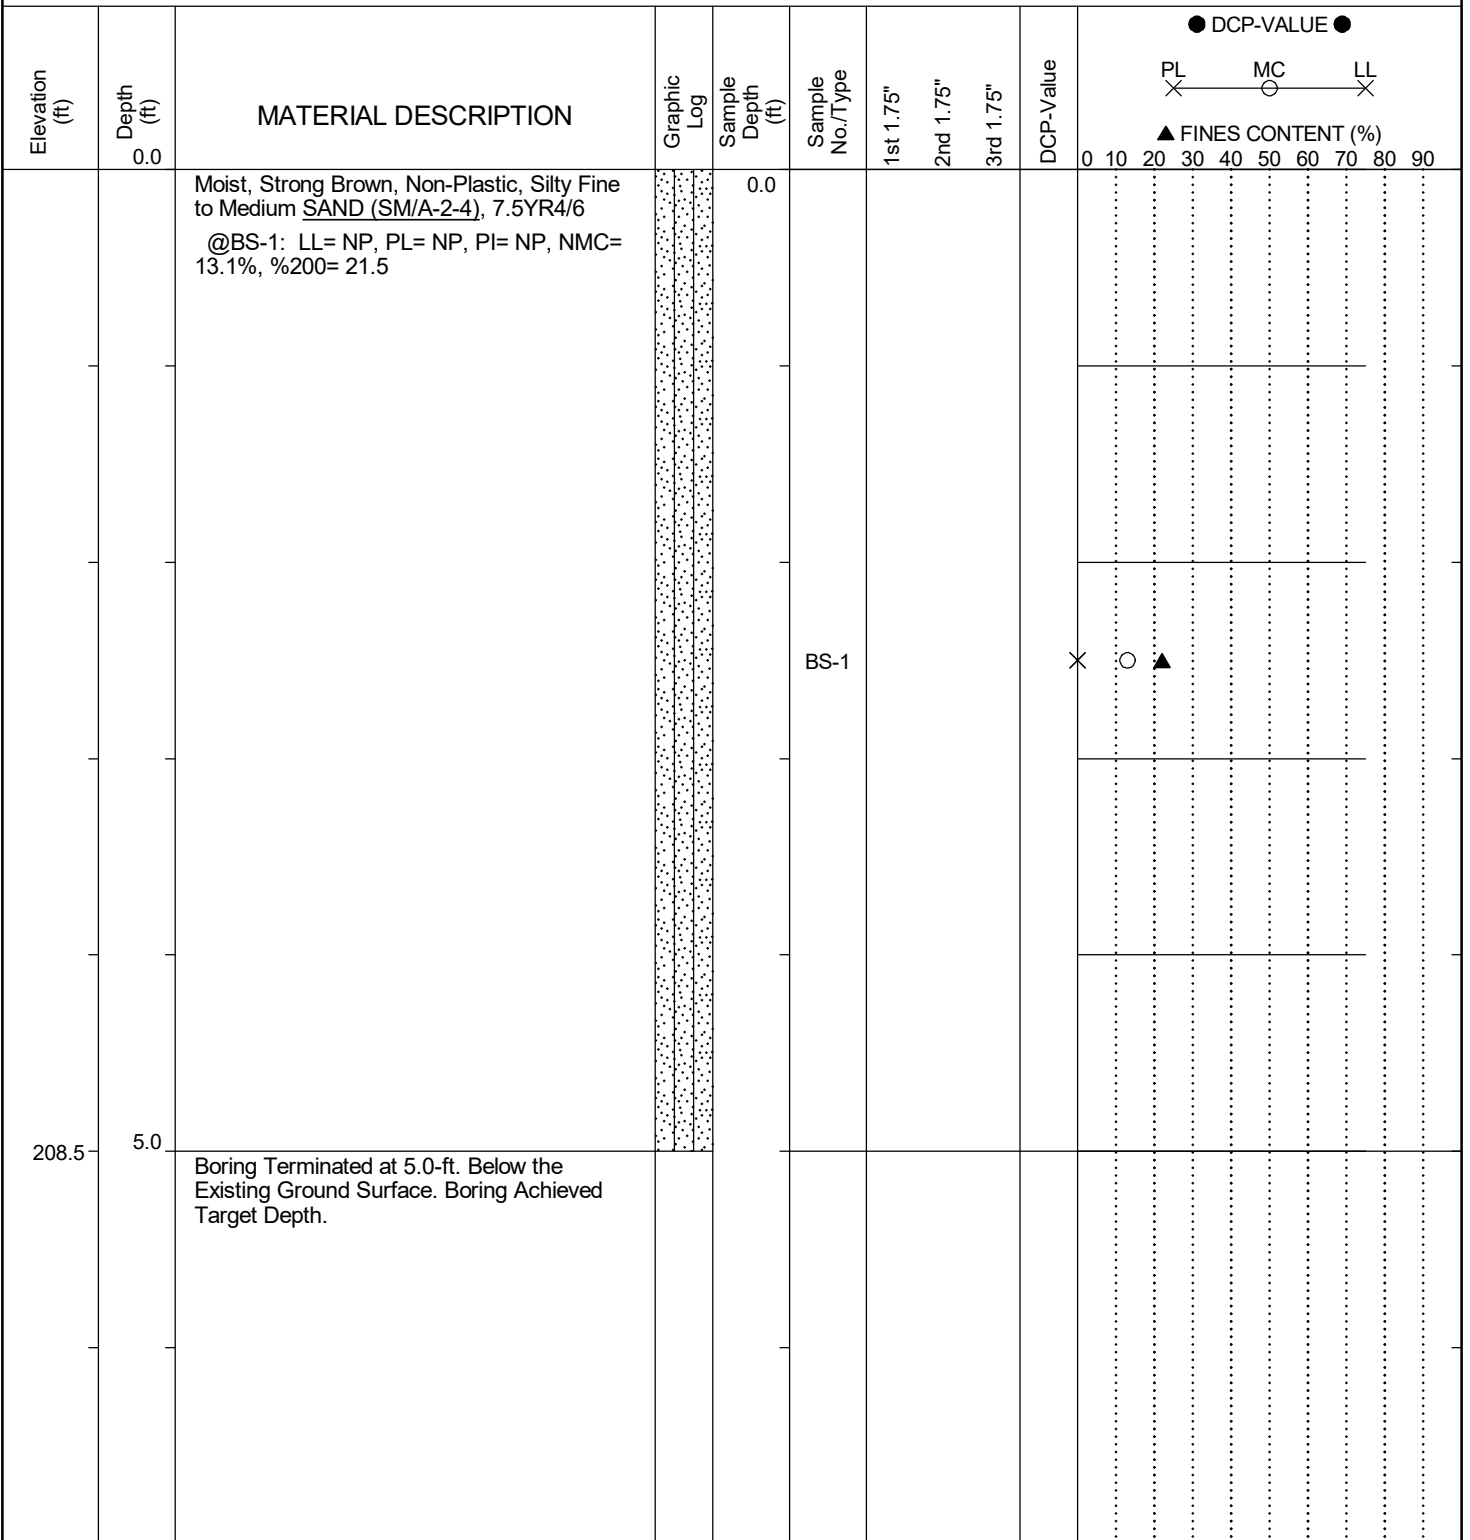 ● DCP-VALUE ●
Elevation
(ft)
Depth
(ft)
0.0
MATERIAL DESCRIPTION
Graphic
Log
Sample
Depth
(ft)
Sample
No./Type
1st 1.75"
2nd 1.75"
3rd 1.75"
DCP-Value
PL MC LL
▲ FINES CONTENT (%)
0 10 20 30 40 50 60 70 80 90
Moist, Strong Brown, Non-Plastic, Silty Fine
to Medium SAND (SM/A-2-4), 7.5YR4/6
@BS-1: LL= NP, PL= NP, PI= NP, NMC=
13.1%, %200= 21.5
0.0
BS-1
208.5
5.0
Boring Terminated at 5.0-ft. Below the
Existing Ground Surface. Boring Achieved
Target Depth.